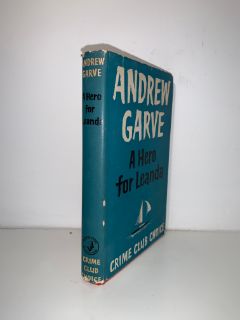 ANDREW
GARVE
A Hero
for
Leanda
CRIME
CLUB
CHOICE
ANDREW
GARVE
A Hero
for Leanda
CRIME CLUB CHOICE